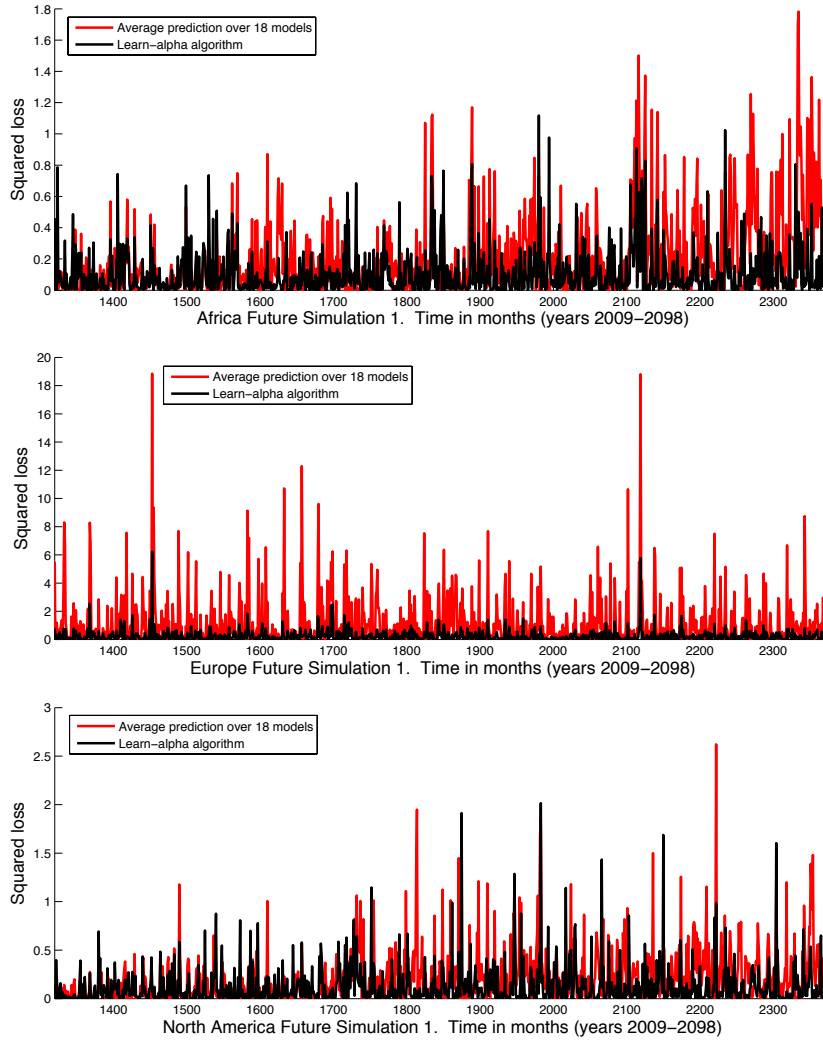 Average prediction over 18 models
Learn−alpha algorithm
Squared loss
1.8
1.6
1.4
1.2
1
0.8
0.6
0.4
0.2
0
1400 1500 1600 1700 1800 1900 2000 2100 2200 2300
Africa Future Simulation 1. Time in months (years 2009−2098)
Average prediction over 18 models
Learn−alpha algorithm
Squared loss
20
18
16
14
12
10
8
6
4
2
0
1400 1500 1600 1700 1800 1900 2000 2100 2200 2300
Europe Future Simulation 1. Time in months (years 2009−2098)
Average prediction over 18 models
Learn−alpha algorithm
Squared loss
3
2.5
2
1.5
1
0.5
0
1400 1500 1600 1700 1800 1900 2000 2100 2200 2300
North America Future Simulation 1. Time in months (years 2009−2098)